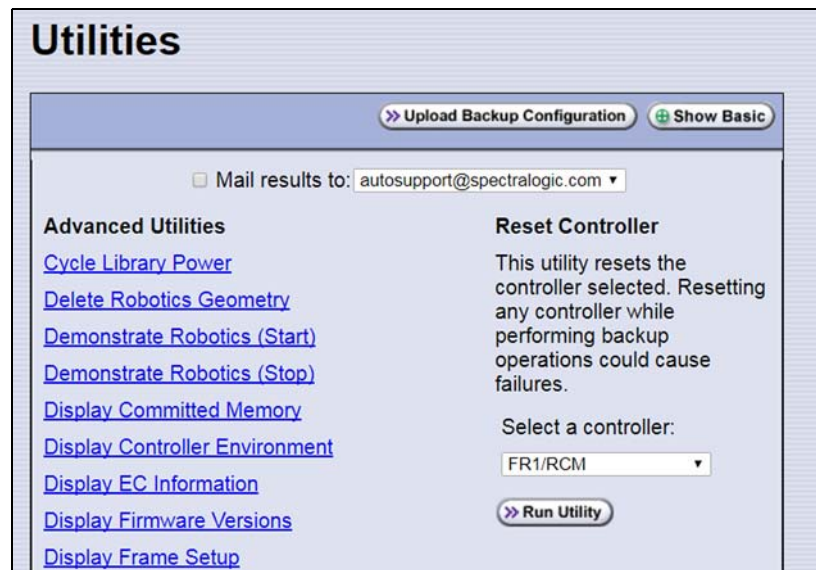 Utilities
Upload Backup Configuration
Show Basic
Mail results to: autosupport@spectralogic.com
Advanced Utilities
Cycle Library Power
Delete Robotics Geometry
Demonstrate Robotics (Start)
Demonstrate Robotics (Stop)
Display Committed Memory
Display Controller Environment
Display EC Information
Display Firmware Versions
Display Frame Setup
Reset Controller
This utility resets the
controller selected. Resetting
any controller while
performing backup
operations could cause
failures.
Select a controller:
FR1/RCM
Run Utility